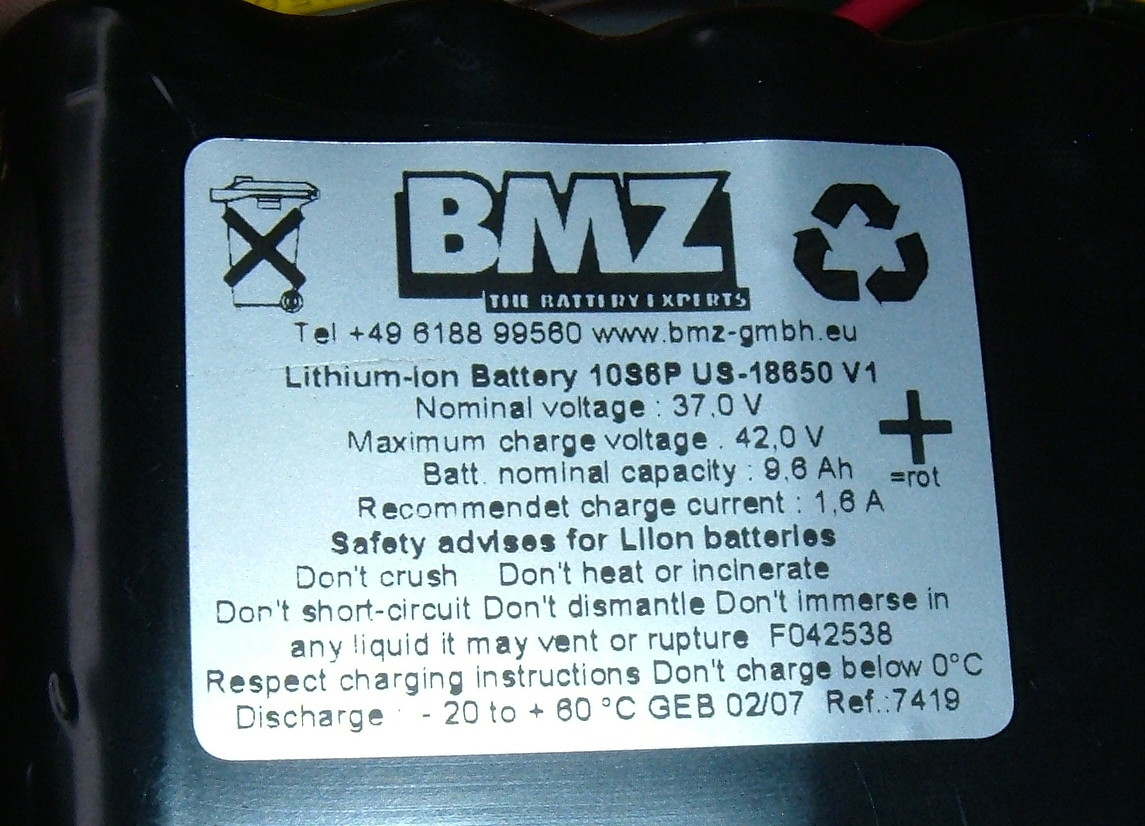 BMZ
THE BATTERY EXPERTS
Tel +49 6188 99560 www.bmz-gmbh.eu
Lithium-Ion Battery 10S6P US-18650 V1
Nominal voltage : 37,0 V
Maximum charge voltage : 42,0 V
Batt. nominal capacity : 9,6 Ah
+
=rot
Recommendet charge current : 1,6 A
Safety advises for LiIon batteries
Don't crush Don't heat or incinerate
Don't short-circuit Don't dismantle Don't immerse in
any liquid it may vent or rupture F042538
Respect charging instructions Don't charge below 0°C
Discharge - 20 to + 60 °C GEB 02/07 Ref.:7419